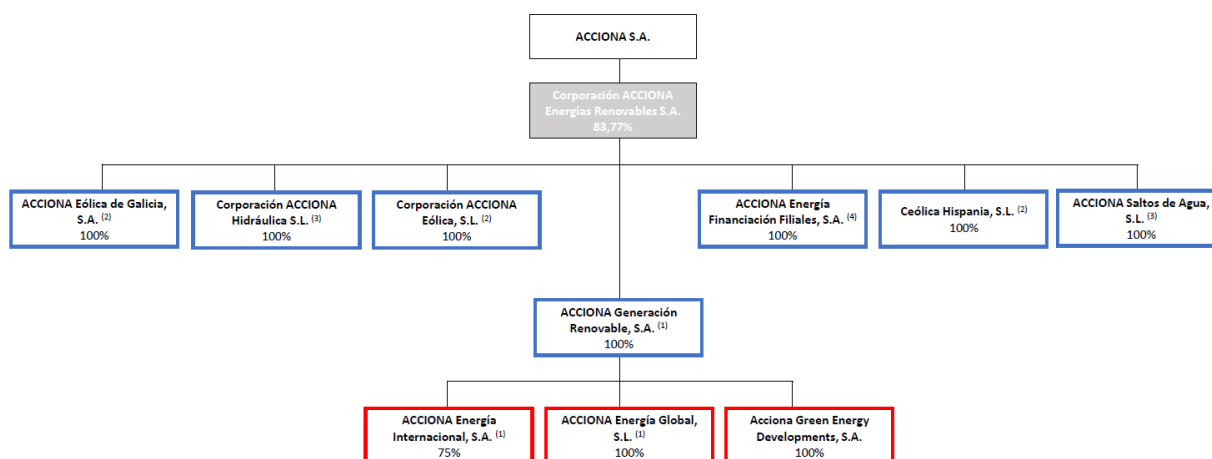 ACCIONA S.A.
Corporación ACCIONA
Energías Renovables S.A.
83,77%
ACCIONA Eólica de Galicia,
S.A. (2)
100%
Corporación ACCIONA
Hidráulica S.L. (3)
100%
Corporación ACCIONA
Eólica, S.L. (2)
100%
ACCIONA Energía
Financiación Filiales, S.A. (4)
100%
Ceólica Hispania, S.L. (2)
100%
ACCIONA Saltos de Agua,
S.L. (3)
100%
ACCIONA Generación
Renovable, S.A. (1)
100%
ACCIONA Energía
Internacional, S.A. (1)
75%
ACCIONA Energía Global,
S.L. (1)
100%
Acciona Green Energy
Developments, S.A.
100%